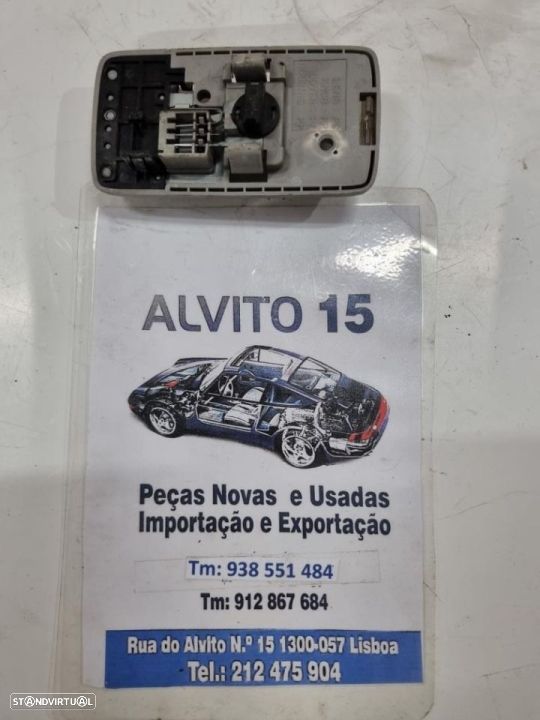 ALVITO 15
Peças Novas e Usadas
Importação e Exportação
Tm: 938 551 484
Tm: 912 867 684
Rua do Alvito N.º 15 1300-057 Lisboa
Tel.: 212 475 904
STANDVIRTUAL